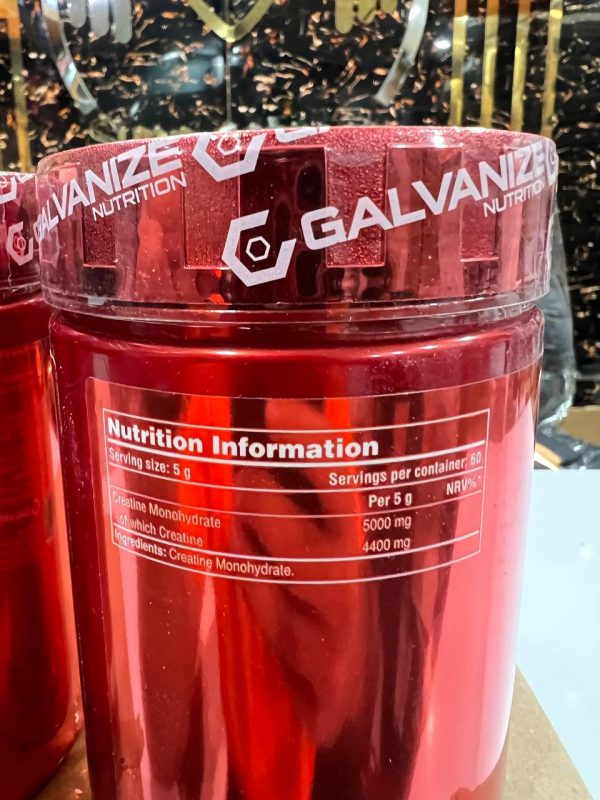 GALVANIZE
NUTRITION
GALVANIZE
NUTRITION
Nutrition Information
Serving size: 5 g
Servings per container: 60
Per 5 g NRV%*
Creatine Monohydrate 5000 mg
of which Creatine 4400 mg
Ingredients: Creatine Monohydrate.